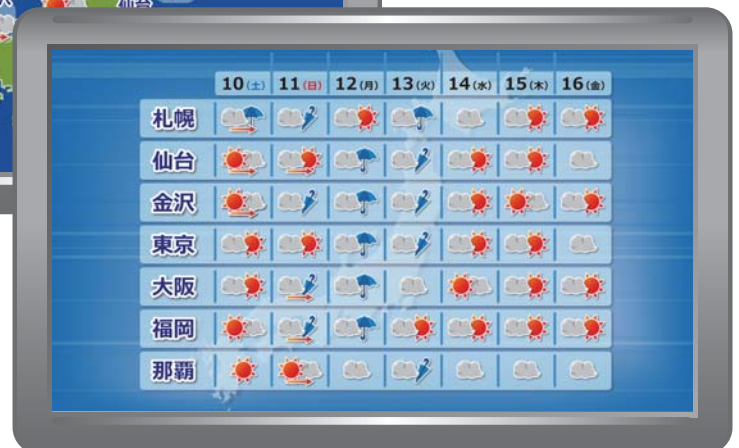 仙台
10(土) 11(日) 12(月) 13(火) 14(水) 15(木) 16(金)
札幌
仙台
金沢
東京
大阪
福岡
那覇